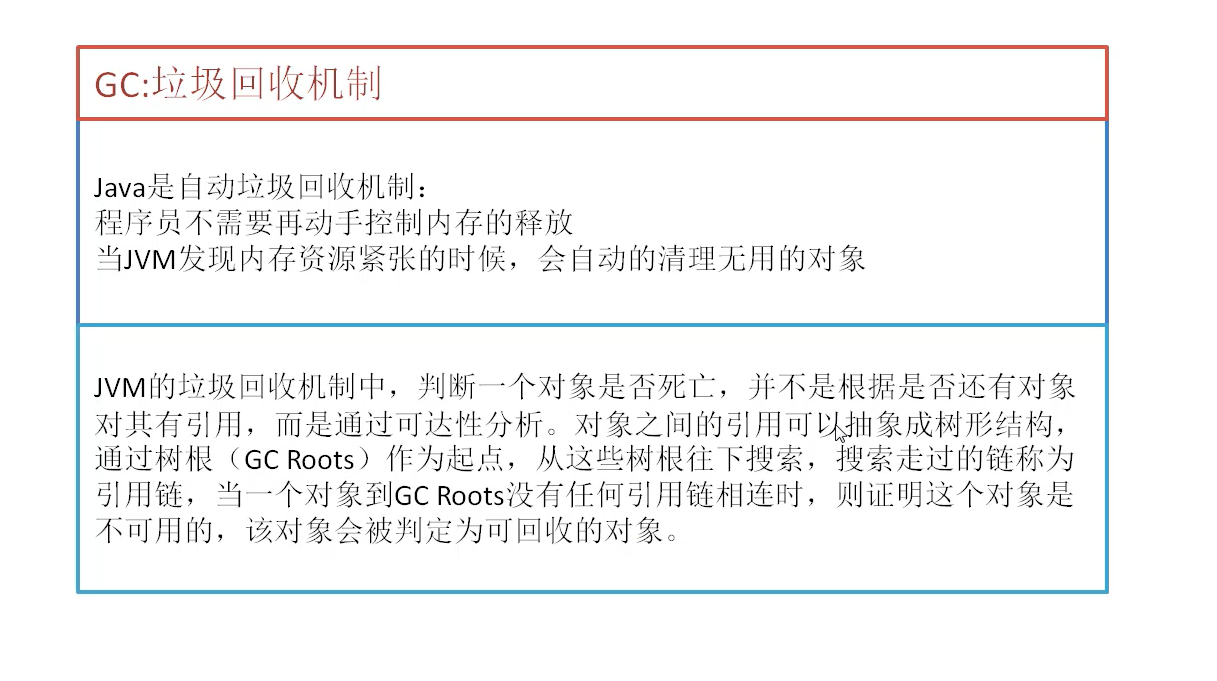 GC:垃圾回收机制
Java是自动垃圾回收机制：
程序员不需要再动手控制内存的释放
当JVM发现内存资源紧张的时候，会自动的清理无用的对象
JVM的垃圾回收机制中，判断一个对象是否死亡，并不是根据是否还有对象
对其有引用，而是通过可达性分析。对象之间的引用可以抽象成树形结构，
通过树根（GC Roots）作为起点，从这些树根往下搜索，搜索走过的链称为
引用链，当一个对象到GC Roots没有任何引用链相连时，则证明这个对象是
不可用的，该对象会被判定为可回收的对象。